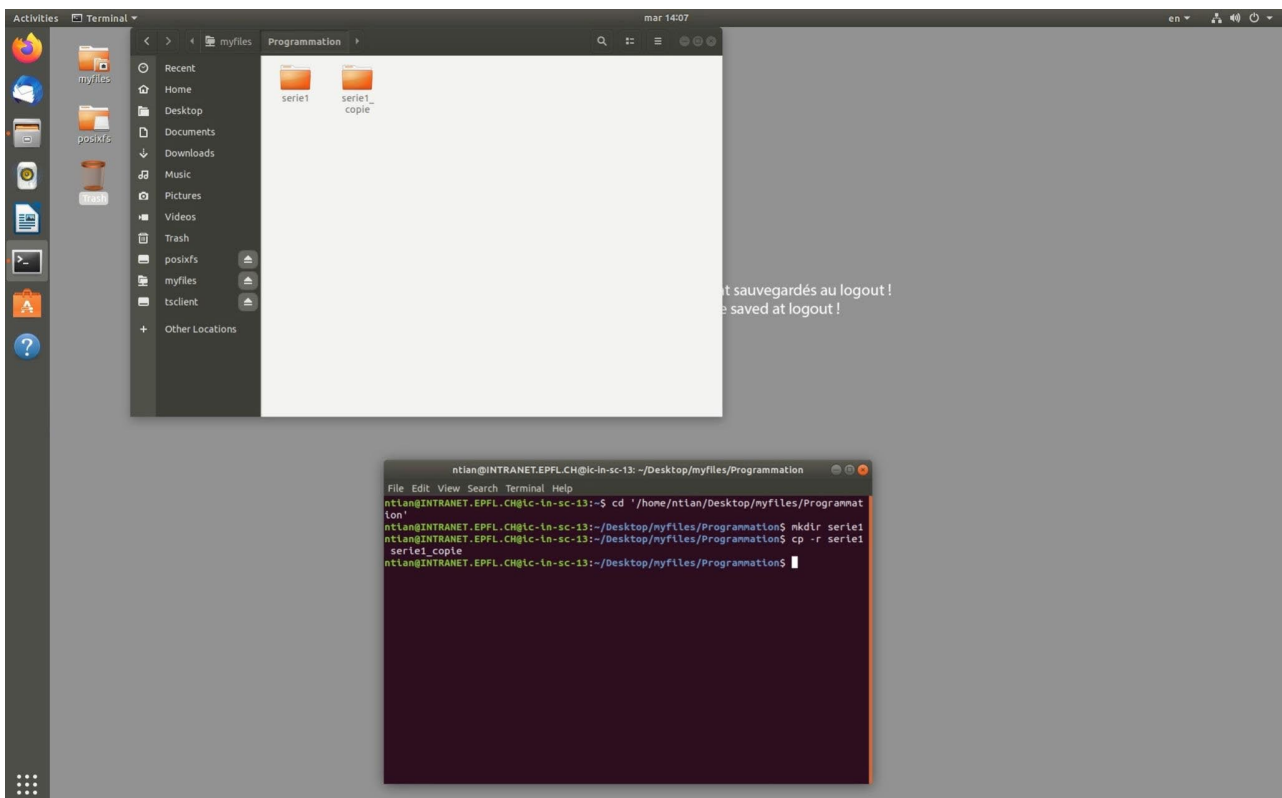 Activities Terminal mar 14:07 en
myfiles Programmation
myfiles
posixfs
Trash
Recent
Home
Desktop
Documents
Downloads
Music
Pictures
Videos
Trash
posixfs
myfiles
tsclient
Other Locations
serie1
serie1_
copie
t sauvegardés au logout !
e saved at logout !
ntian@INTRANET.EPFL.CH@ic-in-sc-13: ~/Desktop/myfiles/Programmation
File Edit View Search Terminal Help
ntian@INTRANET.EPFL.CH@ic-in-sc-13:~$ cd '/home/ntian/Desktop/myfiles/Programmat
ion'
ntian@INTRANET.EPFL.CH@ic-in-sc-13:~/Desktop/myfiles/Programmation$ mkdir serie1
ntian@INTRANET.EPFL.CH@ic-in-sc-13:~/Desktop/myfiles/Programmation$ cp -r serie1
serie1_copie
ntian@INTRANET.EPFL.CH@ic-in-sc-13:~/Desktop/myfiles/Programmation$